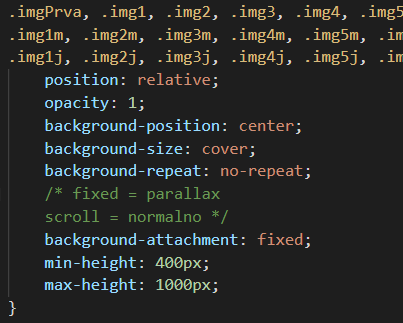 .imgPrva, .img1, .img2, .img3, .img4, .img5
.img1m, .img2m, .img3m, .img4m, .img5m, .im
.img1j, .img2j, .img3j, .img4j, .img5j, .im
position: relative;
opacity: 1;
background-position: center;
background-size: cover;
background-repeat: no-repeat;
/* fixed = parallax
scroll = normalno */
background-attachment: fixed;
min-height: 400px;
max-height: 1000px;
}